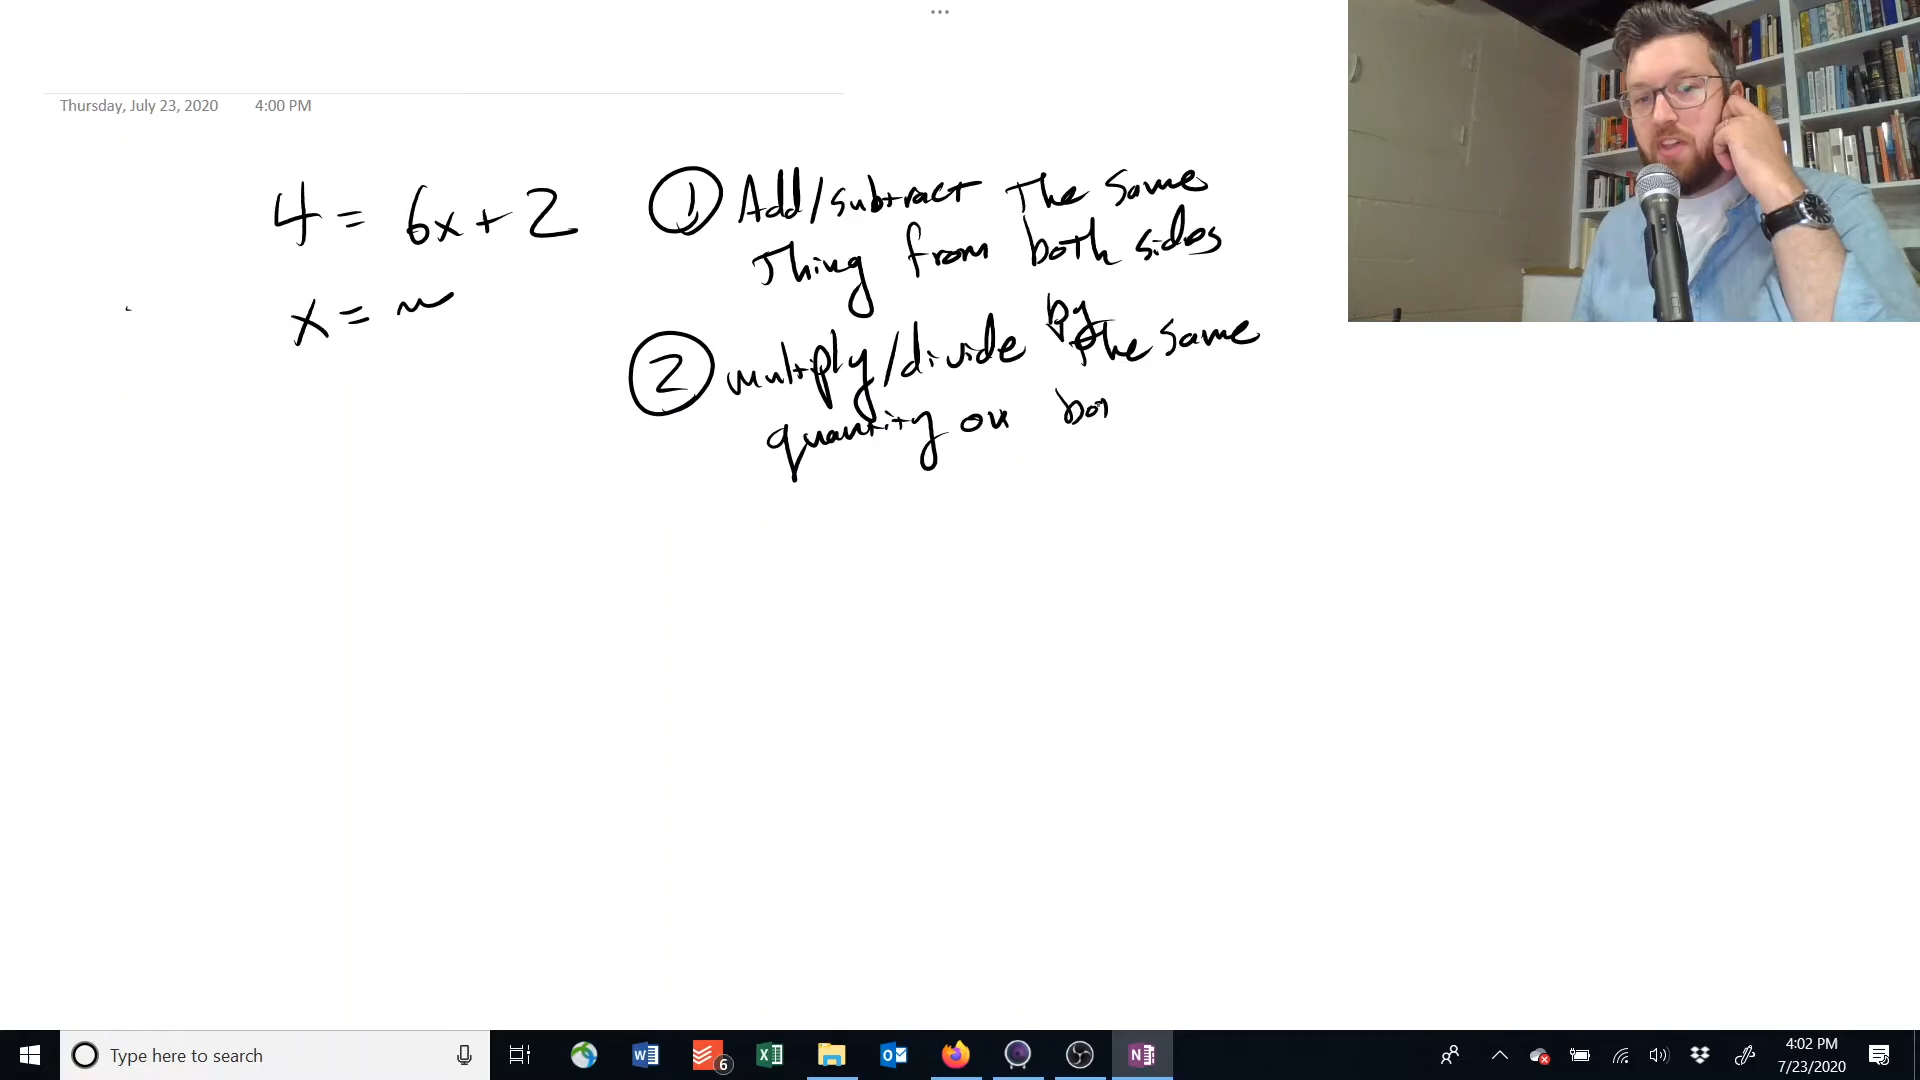 Thursday, July 23, 2020 4:00 PM
4 = 6x + 2
x =
① Add/subtract the same
thing from both sides
② multiply/divide by the same
quantity on bot
Type here to search
6
4:02 PM
7/23/2020